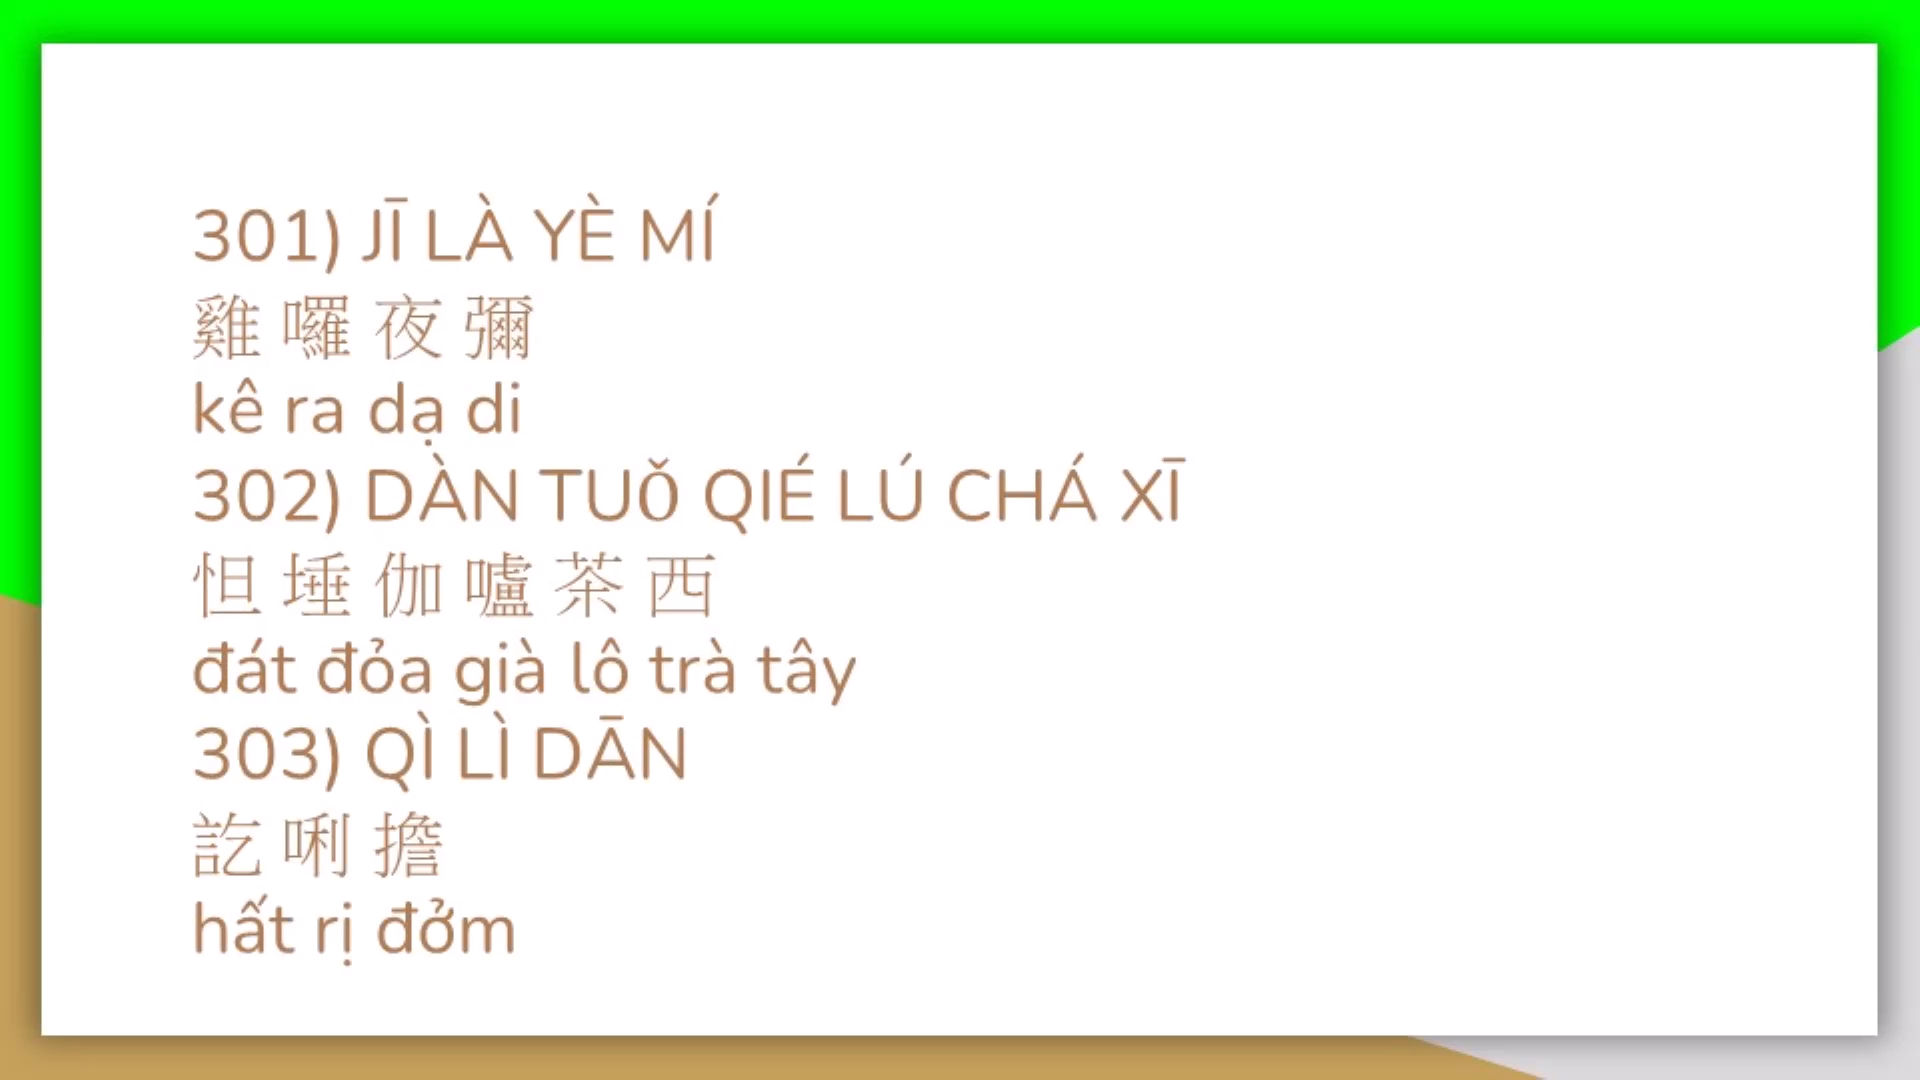 301) JĪ LÀ YÈ MÍ
雞 囉 夜 彌
kê ra dạ di
302) DÀN TUǑ QIÉ LÚ CHÁ XĪ
怛 埵 伽 嚧 茶 西
đát đỏa già lô trà tây
303) QÌ LÌ DĀN
訖 唎 擔
hất rị đởm